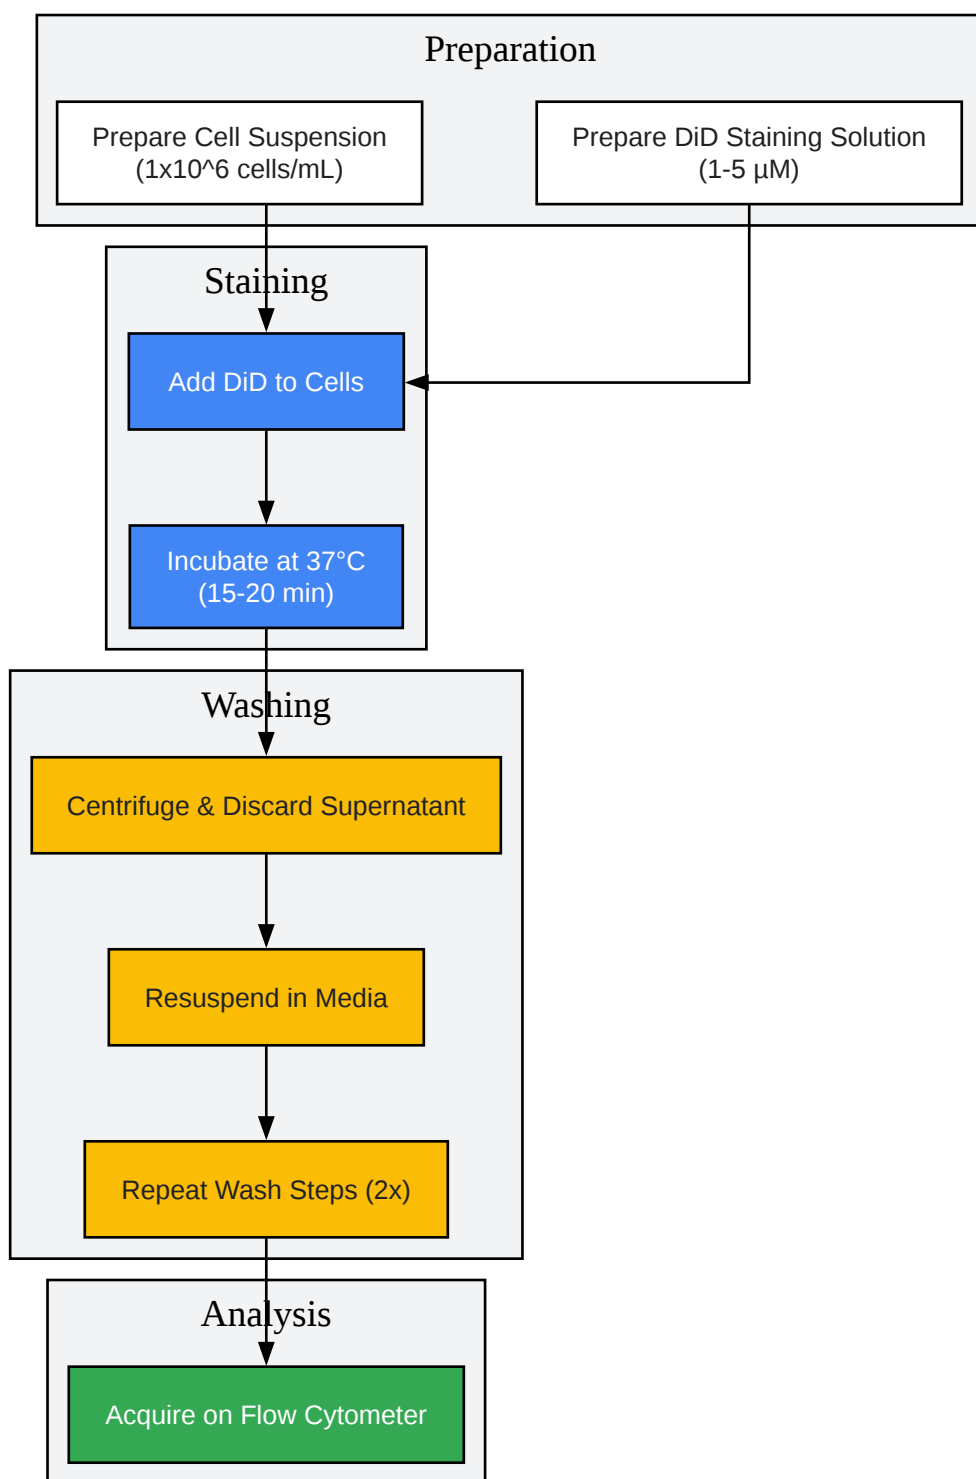 Preparation
Prepare Cell Suspension
(1x10^6 cells/mL)
Prepare DiD Staining Solution
(1-5 µM)
Staining
Add DiD to Cells
Incubate at 37°C
(15-20 min)
Washing
Centrifuge & Discard Supernatant
Resuspend in Media
Repeat Wash Steps (2x)
Analysis
Acquire on Flow Cytometer